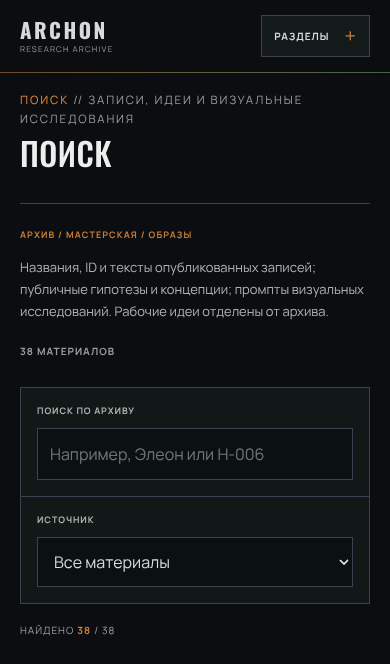 ARCHON
RESEARCH ARCHIVE
РАЗДЕЛЫ +
ПОИСК // ЗАПИСИ, ИДЕИ И ВИЗУАЛЬНЫЕ
ИССЛЕДОВАНИЯ
ПОИСК
АРХИВ / МАСТЕРСКАЯ / ОБРАЗЫ
Названия, ID и тексты опубликованных записей;
публичные гипотезы и концепции; промпты визуальных
исследований. Рабочие идеи отделены от архива.
38 МАТЕРИАЛОВ
ПОИСК ПО АРХИВУ
Например, Элеон или H-006
ИСТОЧНИК
Все материалы
НАЙДЕНО 38 / 38